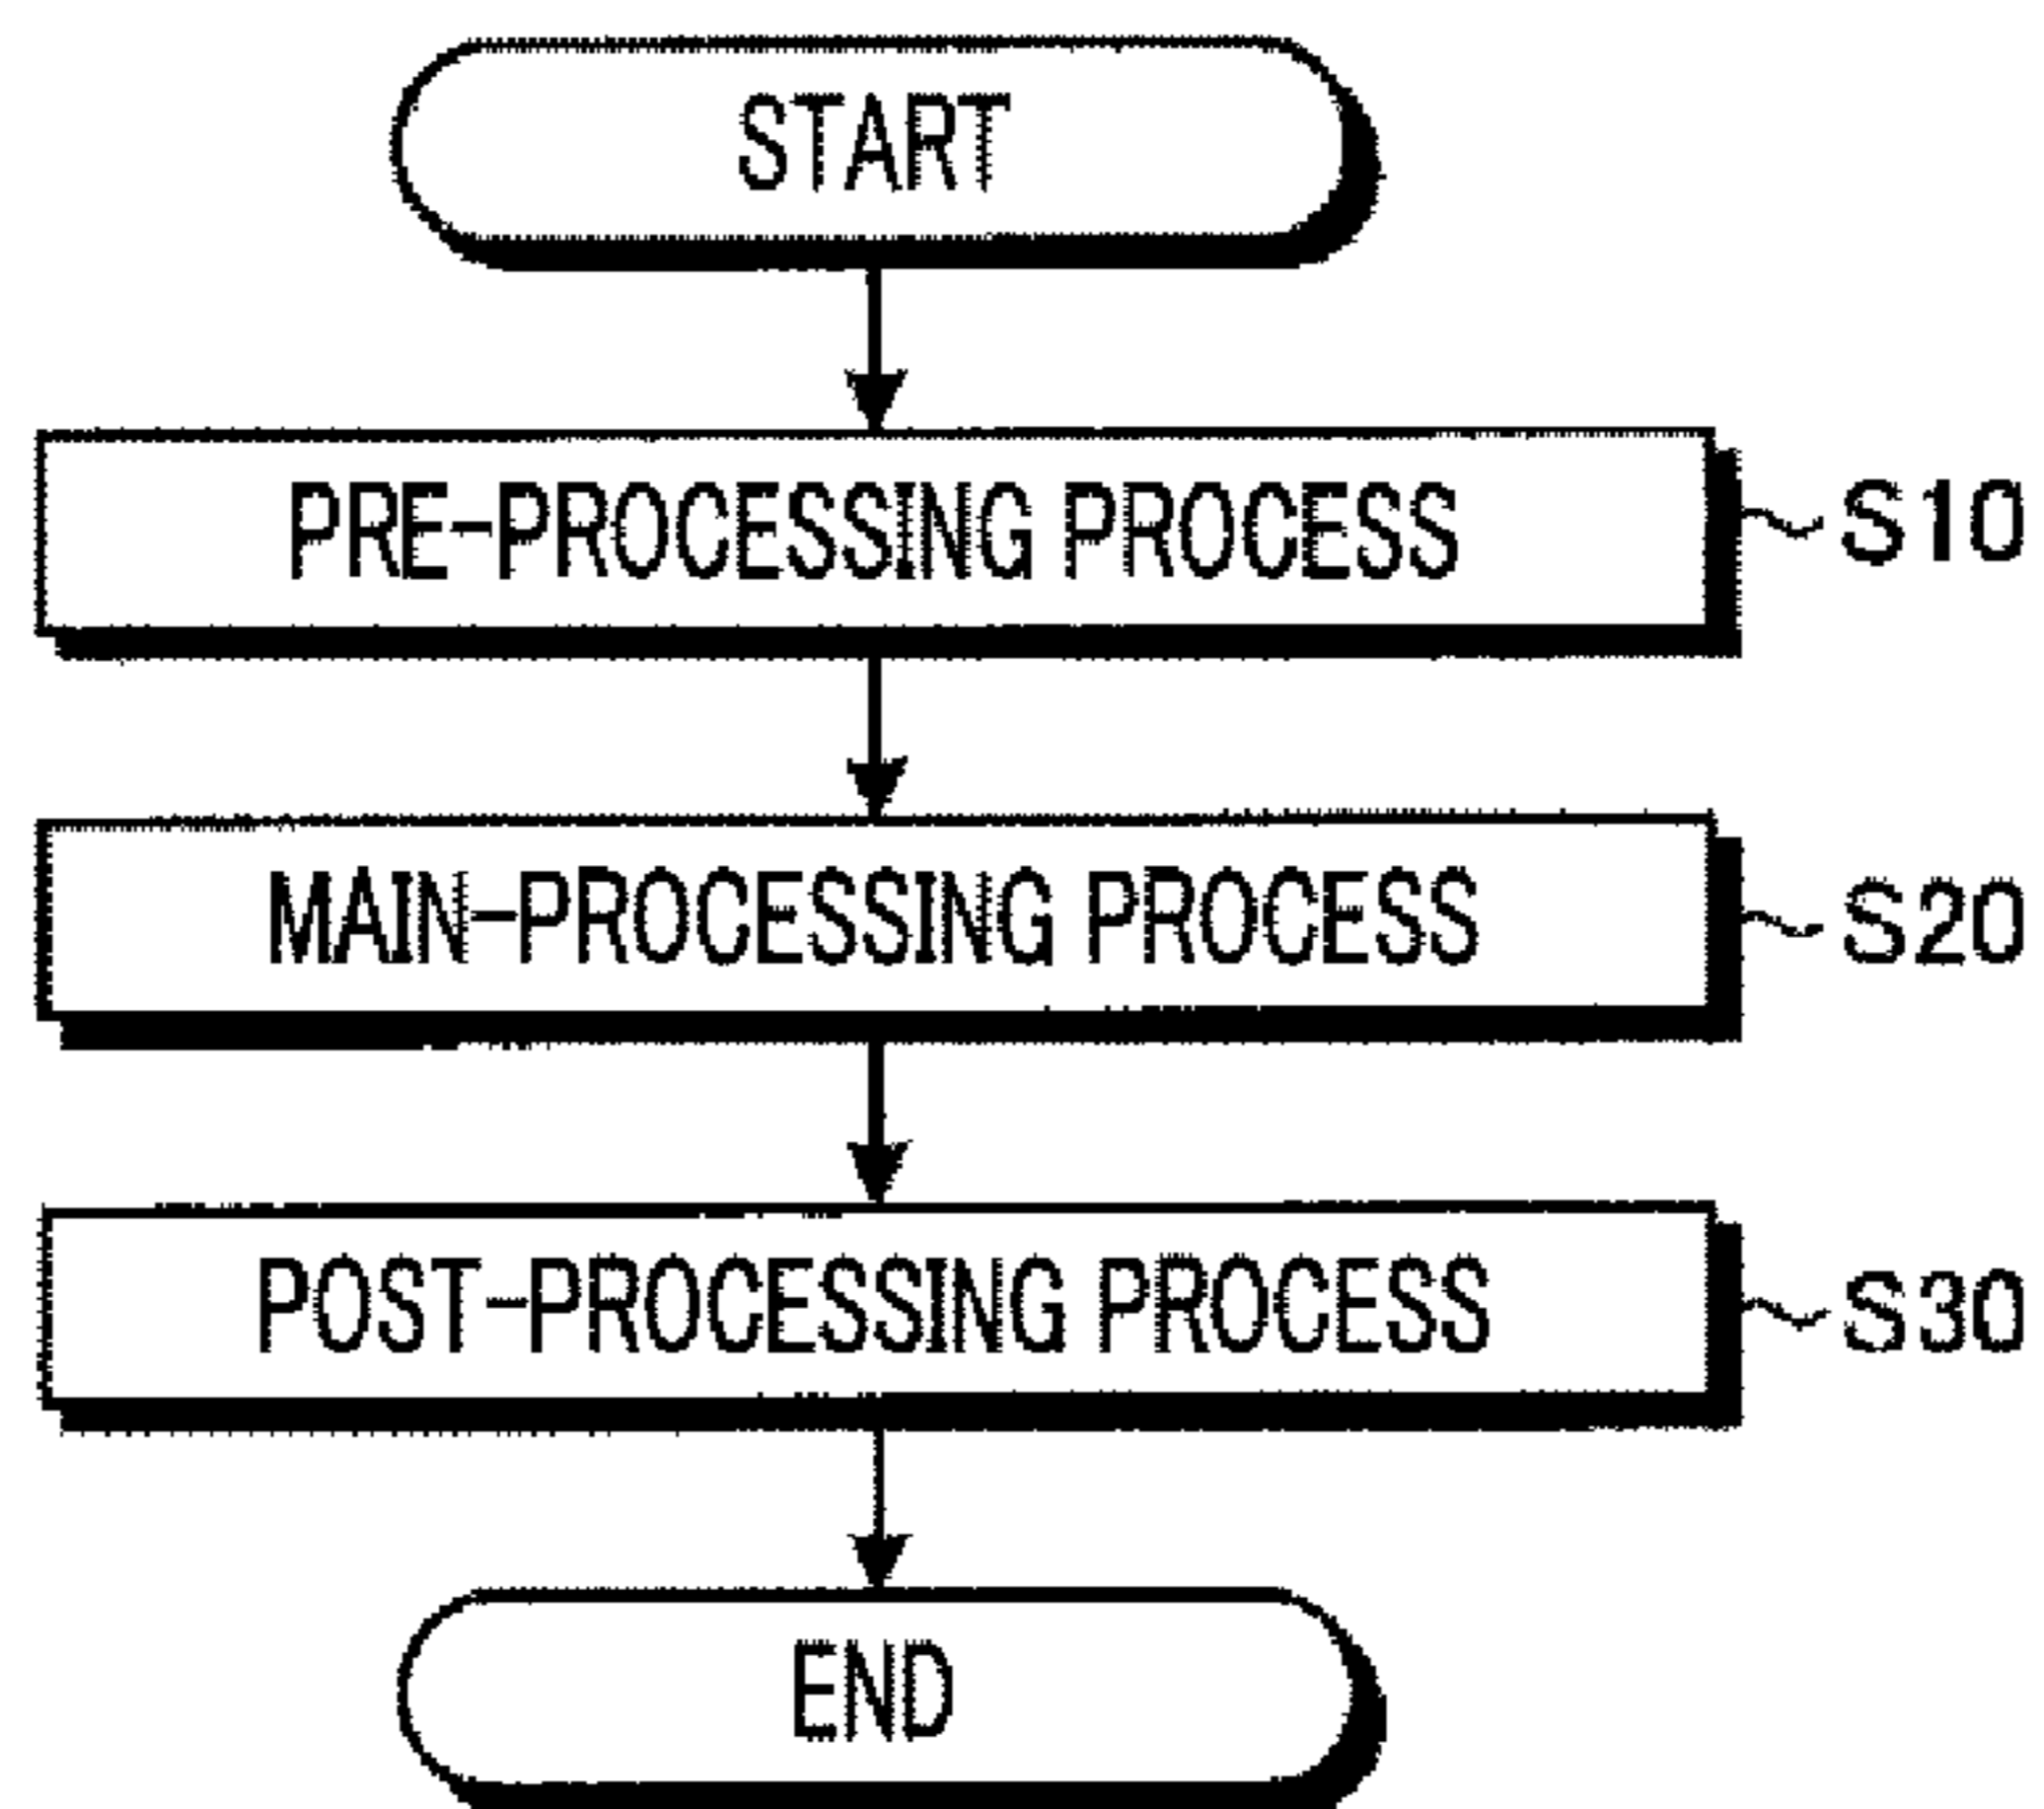 START
PRE-PROCESSING PROCESS S10
MAIN-PROCESSING PROCESS S20
POST-PROCESSING PROCESS S30
END